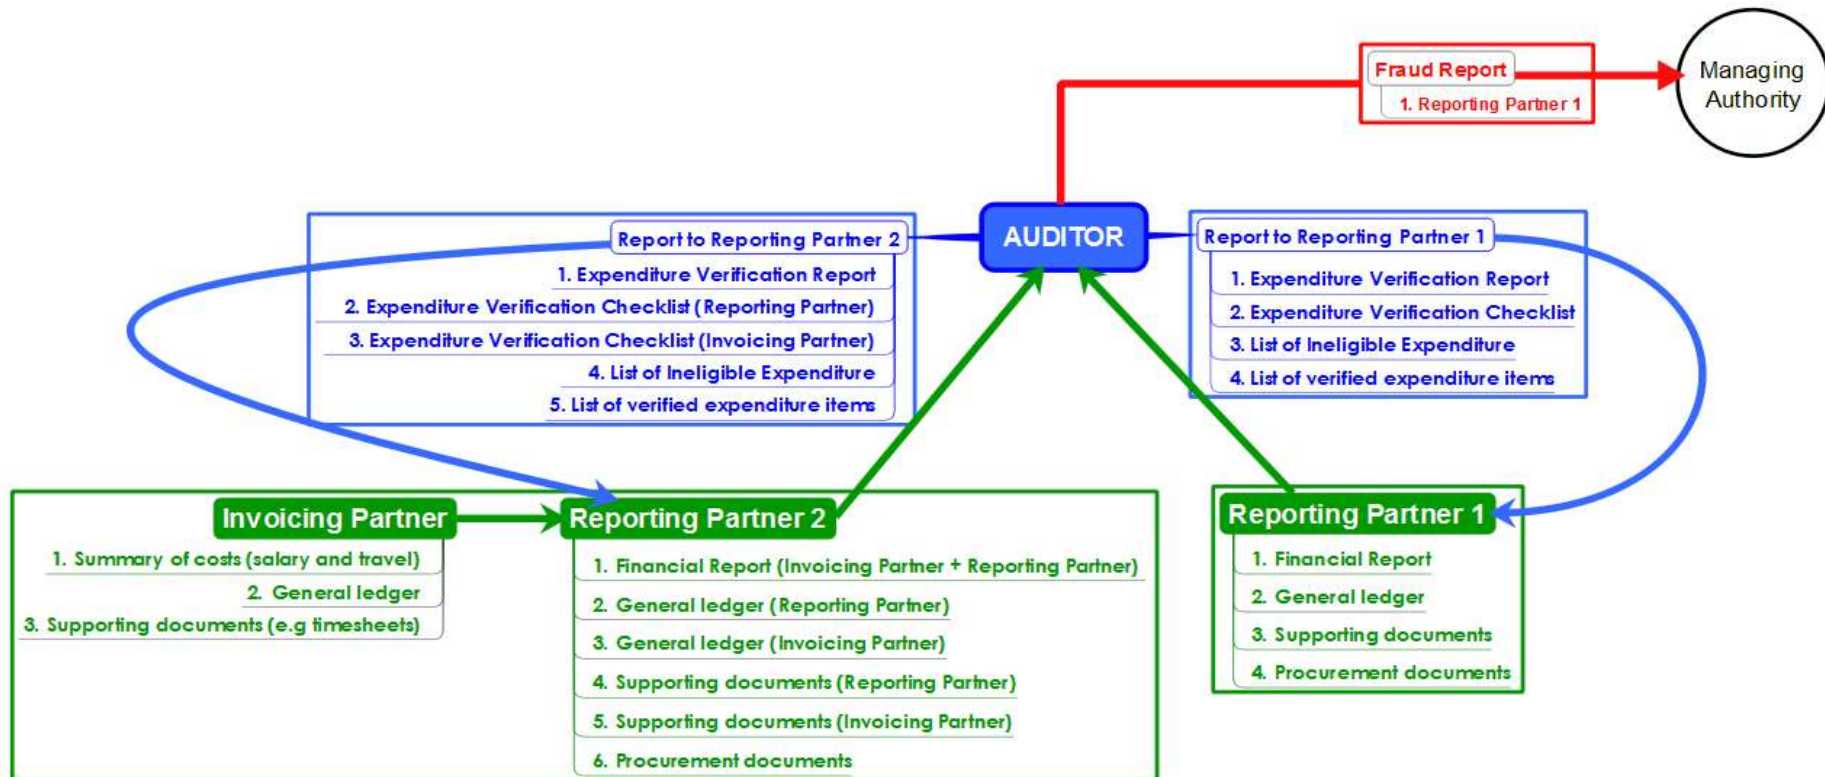 Fraud Report
1. Reporting Partner 1
Managing
Authority
AUDITOR
Report to Reporting Partner 2
1. Expenditure Verification Report
2. Expenditure Verification Checklist (Reporting Partner)
3. Expenditure Verification Checklist (Invoicing Partner)
4. List of Ineligible Expenditure
5. List of verified expenditure items
Report to Reporting Partner 1
1. Expenditure Verification Report
2. Expenditure Verification Checklist
3. List of Ineligible Expenditure
4. List of verified expenditure items
Invoicing Partner
1. Summary of costs (salary and travel)
2. General ledger
3. Supporting documents (e.g timesheets)
Reporting Partner 2
1. Financial Report (Invoicing Partner + Reporting Partner)
2. General ledger (Reporting Partner)
3. General ledger (Invoicing Partner)
4. Supporting documents (Reporting Partner)
5. Supporting documents (Invoicing Partner)
6. Procurement documents
Reporting Partner 1
1. Financial Report
2. General ledger
3. Supporting documents
4. Procurement documents